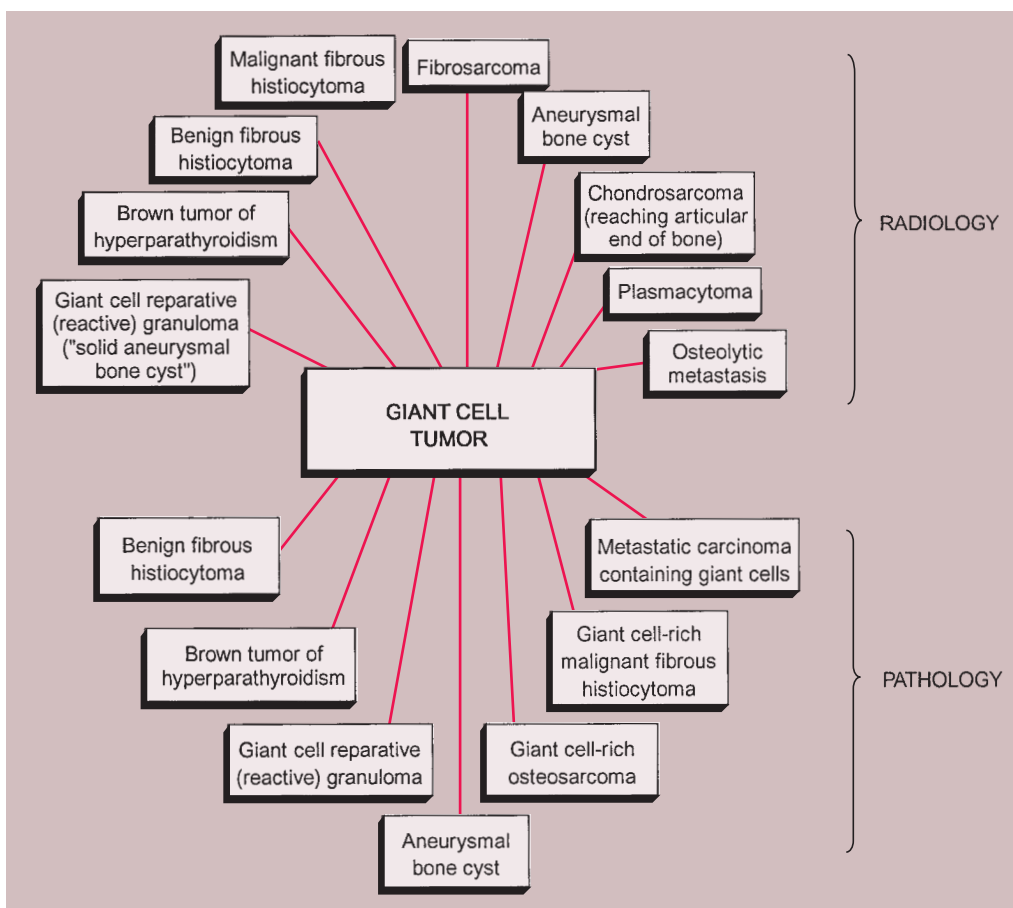 Malignant fibrous
histiocytoma
Fibrosarcoma
Aneurysmal
bone cyst
Benign fibrous
histiocytoma
Chondrosarcoma
(reaching articular
end of bone)
Brown tumor of
hyperparathyroidism
RADIOLOGY
Plasmacytoma
Giant cell reparative
(reactive) granuloma
("solid aneurysmal
bone cyst")
Osteolytic
metastasis
GIANT CELL
TUMOR
Benign fibrous
histiocytoma
Metastatic carcinoma
containing giant cells
Brown tumor of
hyperparathyroidism
Giant cell-rich
malignant fibrous
histiocytoma
PATHOLOGY
Giant cell reparative
(reactive) granuloma
Giant cell-rich
osteosarcoma
Aneurysmal
bone cyst